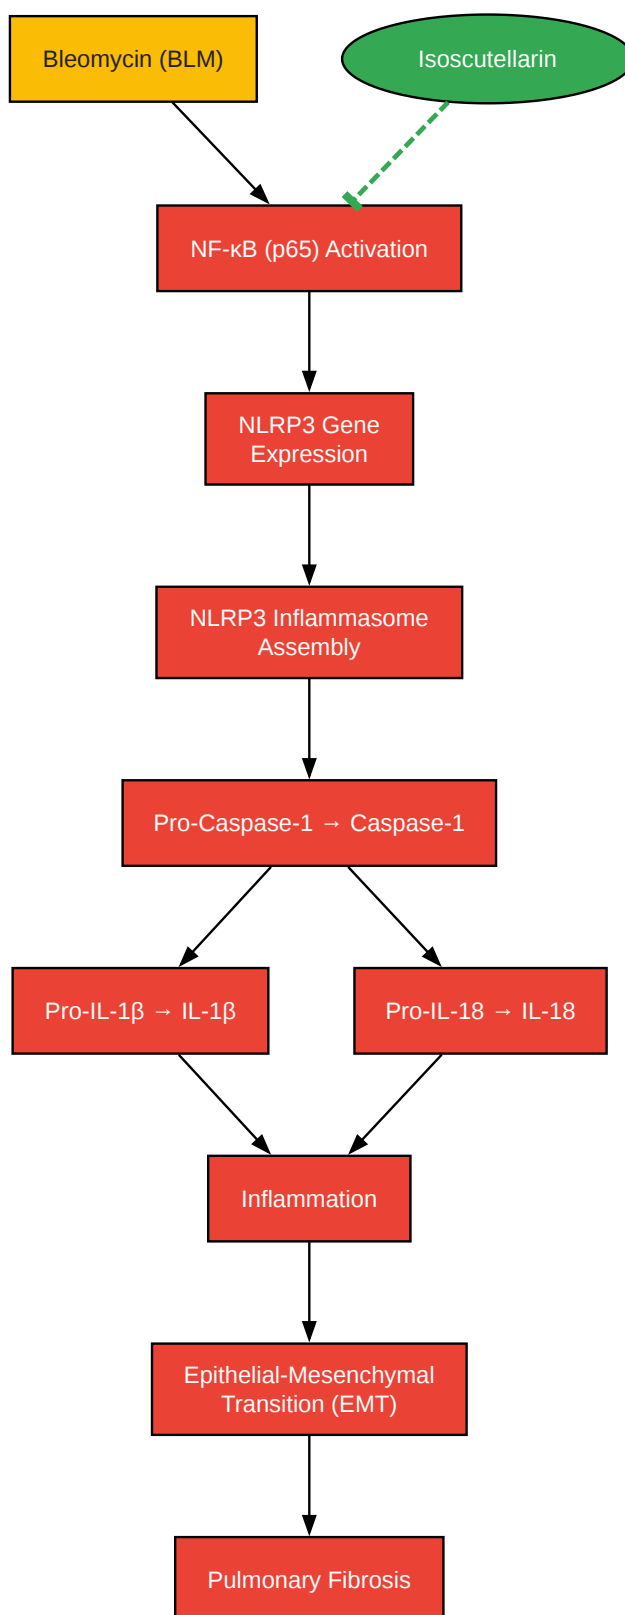 Bleomycin (BLM)
Isoscutellarin
NF-κB (p65) Activation
NLRP3 Gene
Expression
NLRP3 Inflammasome
Assembly
Pro-Caspase-1 → Caspase-1
Pro-IL-1β → IL-1β
Pro-IL-18 → IL-18
Inflammation
Epithelial-Mesenchymal
Transition (EMT)
Pulmonary Fibrosis